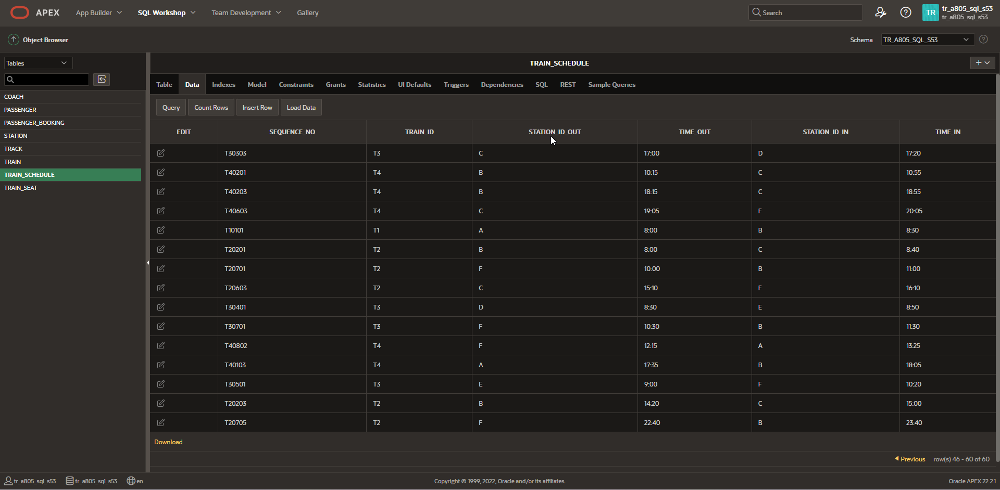 APEX App Builder SQL Workshop Team Development Gallery Search TR tr_a805_sql_s53
tr_a805_sql_s53
Object Browser Schema TR_A805_SQL_S53
Tables TRAIN_SCHEDULE
Table Data Indexes Model Constraints Grants Statistics UI Defaults Triggers Dependencies SQL REST Sample Queries
COACH
PASSENGER
PASSENGER_BOOKING
STATION
TRACK
TRAIN
TRAIN_SCHEDULE
TRAIN_SEAT
Query Count Rows Insert Row Load Data
EDIT SEQUENCE_NO TRAIN_ID STATION_ID_OUT TIME_OUT STATION_ID_IN TIME_IN
T30303 T3 C 17:00 D 17:20
T40201 T4 B 10:15 C 10:55
T40203 T4 B 18:15 C 18:55
T40603 T4 C 19:05 F 20:05
T10101 T1 A 8:00 B 8:30
T20201 T2 B 8:00 C 8:40
T20701 T2 F 10:00 B 11:00
T20603 T2 C 15:10 F 16:10
T30401 T3 D 8:30 E 8:50
T30701 T3 F 10:30 B 11:30
T40802 T4 F 12:15 A 13:25
T40103 T4 A 17:35 B 18:05
T30501 T3 E 9:00 F 10:20
T20203 T2 B 14:20 C 15:00
T20705 T2 F 22:40 B 23:40
Download
Previous row(s) 46 - 60 of 60
tr_a805_sql_s53 tr_a805_sql_s53 en Copyright © 1999, 2022, Oracle and/or its affiliates. Oracle APEX 22.2.1